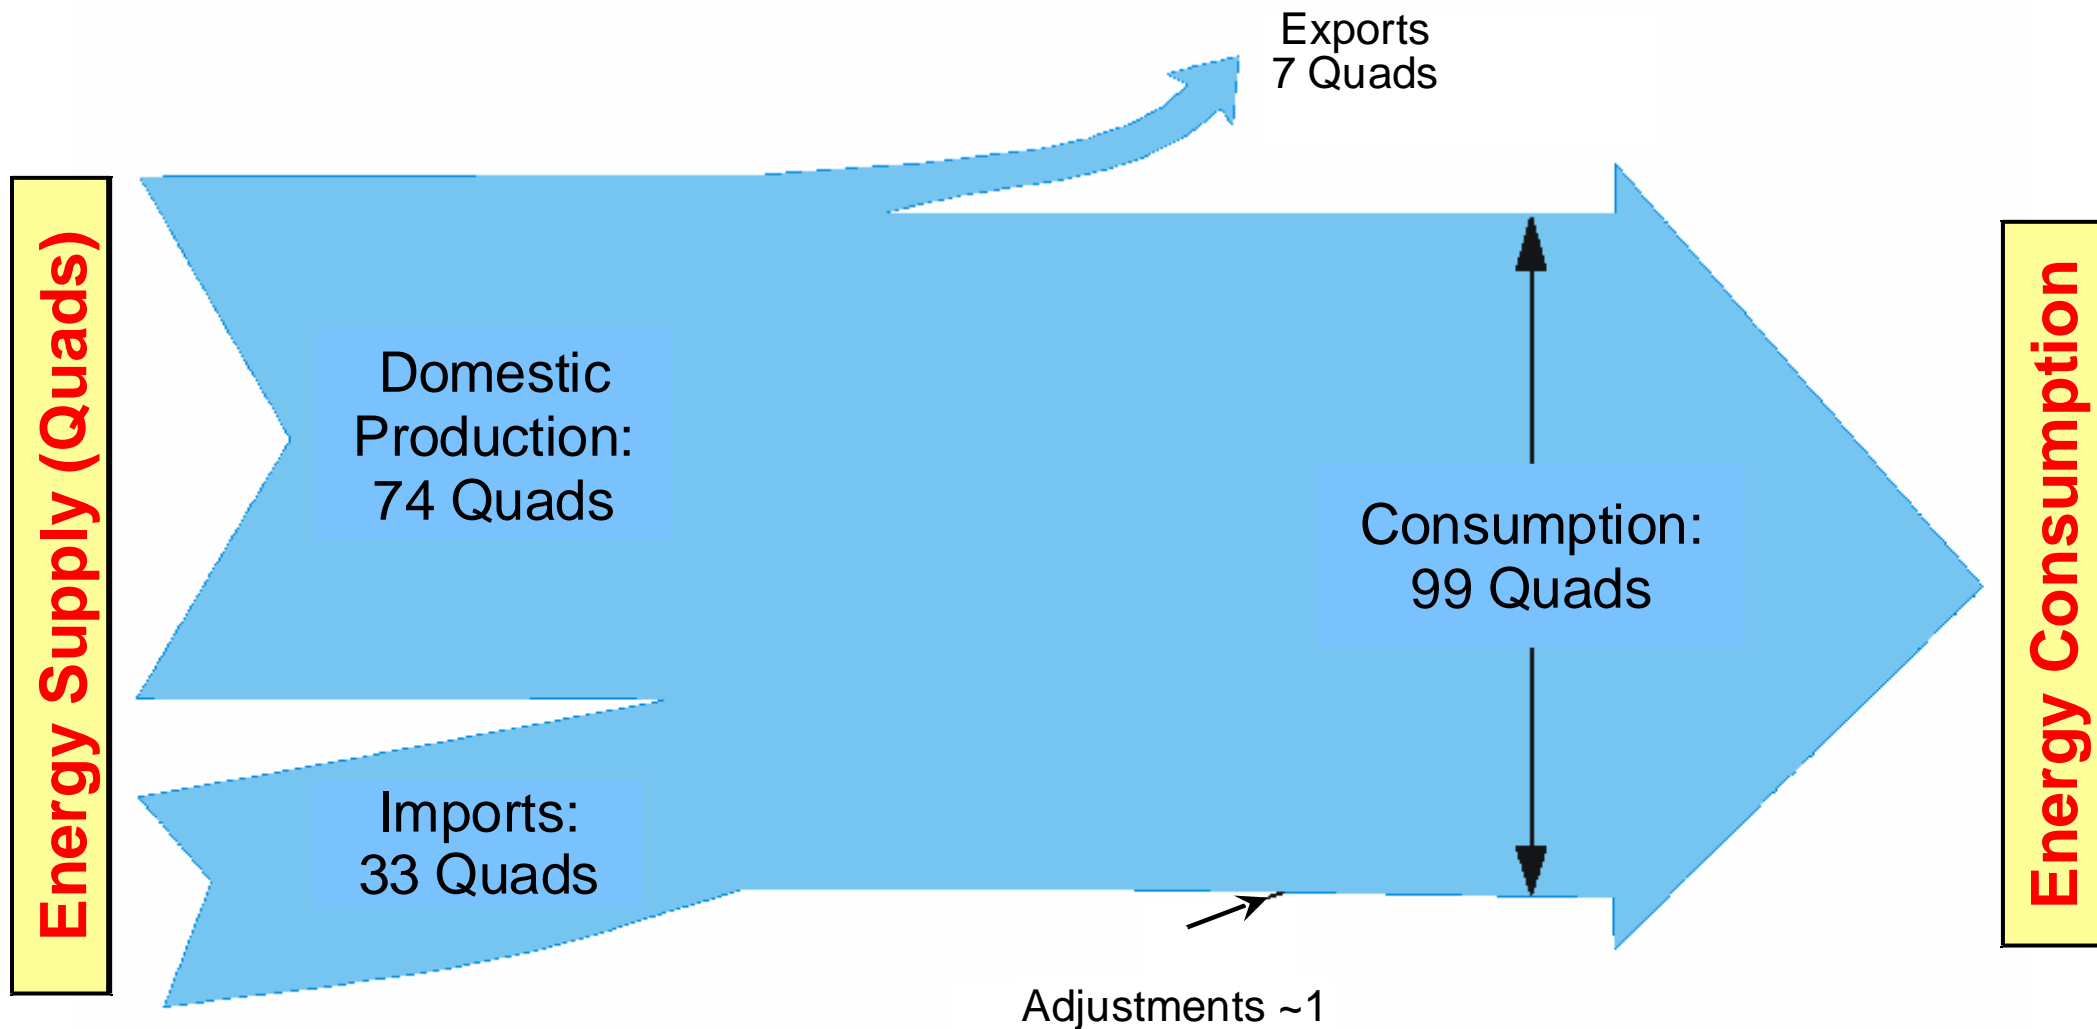 Exports
7 Quads
Energy Supply (Quads)
Domestic
Production:
74 Quads
Consumption:
99 Quads
Energy Consumption
Imports:
33 Quads
Adjustments ~1